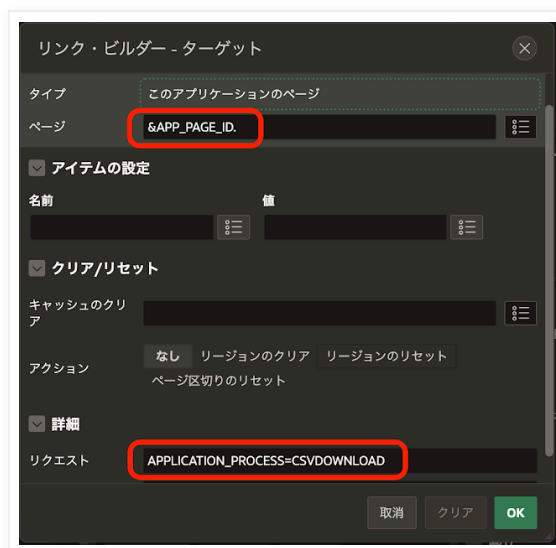 リンク・ビルダー - ターゲット
タイプ このアプリケーションのページ
ページ &APP_PAGE_ID.
アイテムの設定
名前 値
クリア/リセット
キャッシュのクリ
ア
アクション なし リージョンのクリア リージョンのリセット
ページ区切りのリセット
詳細
リクエスト APPLICATION_PROCESS=CSVDOWNLOAD
取消 クリア OK